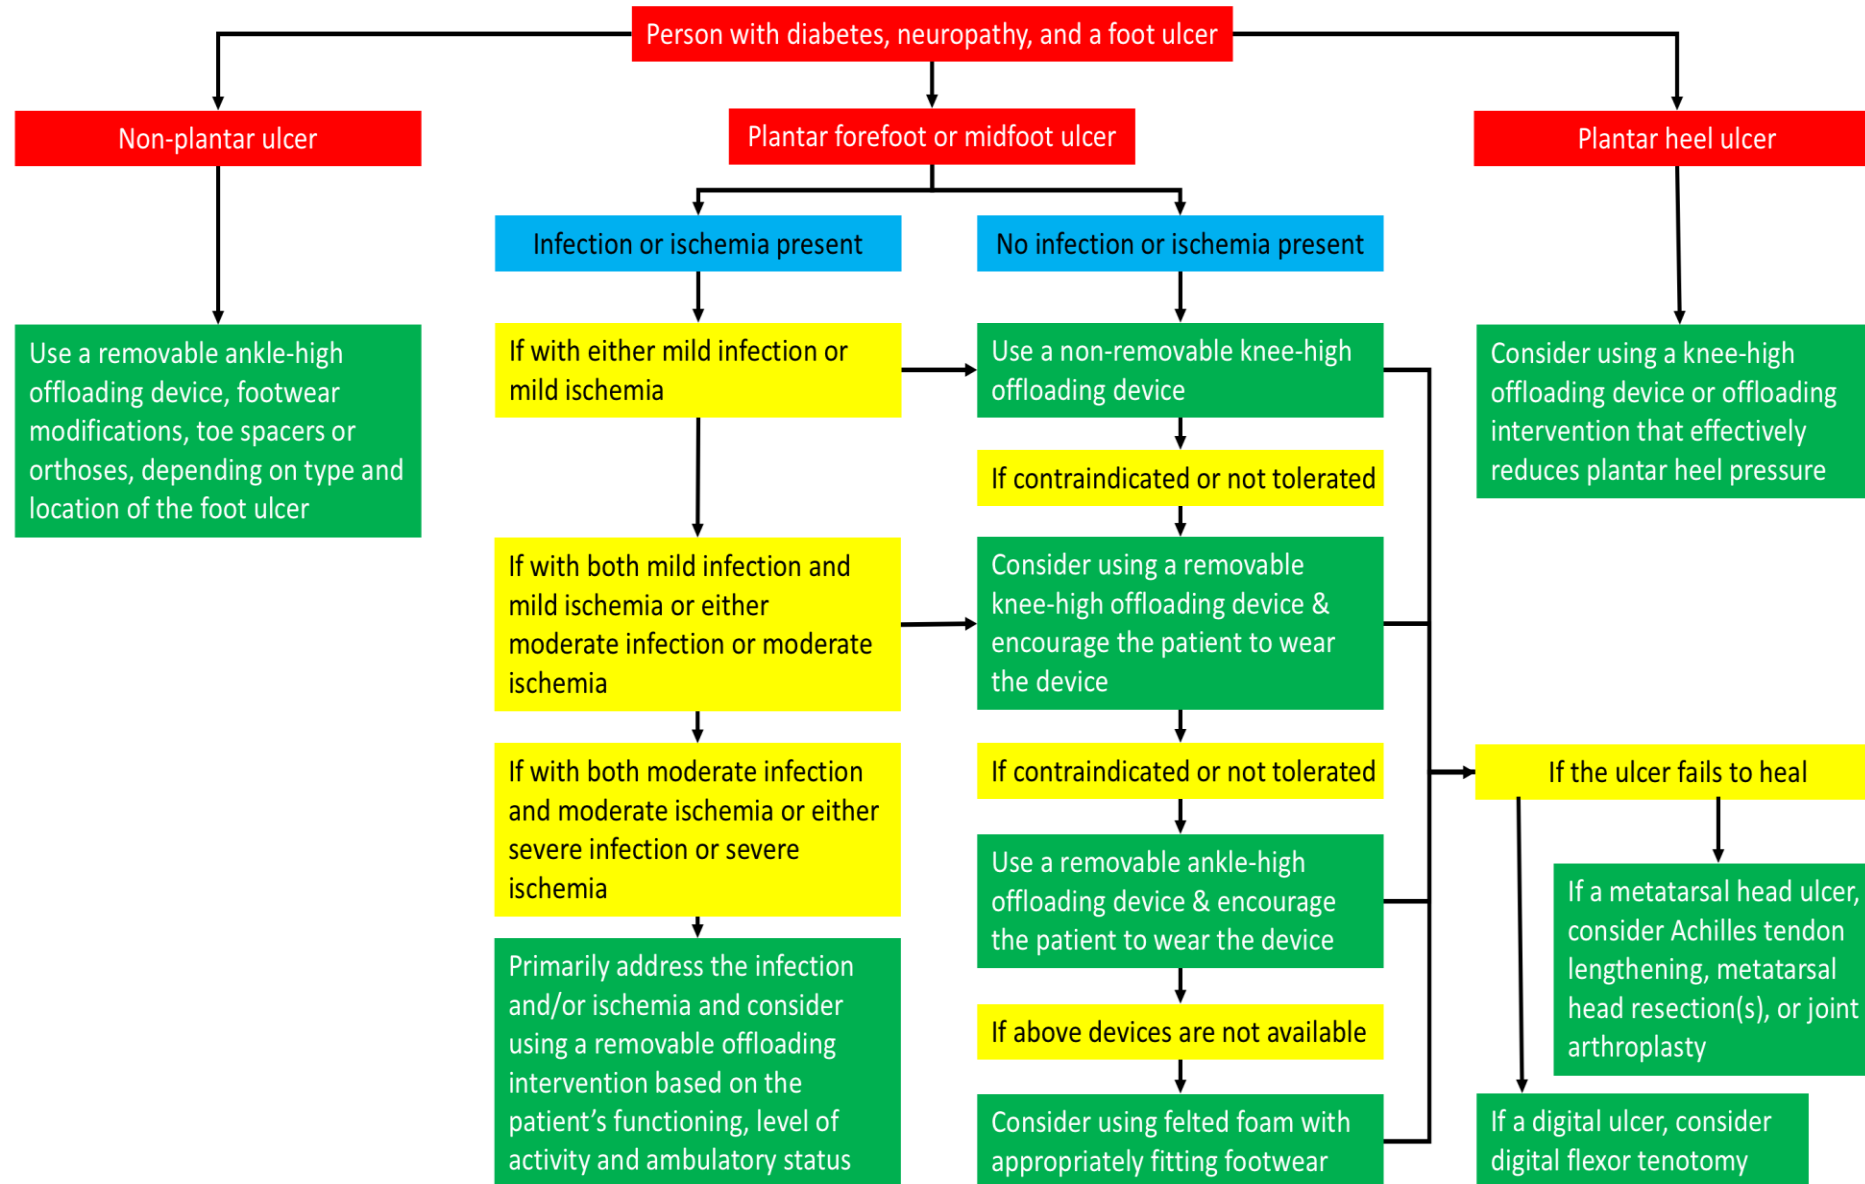 Person with diabetes, neuropathy, and a foot ulcer
Non-plantar ulcer
Plantar forefoot or midfoot ulcer
Plantar heel ulcer
Infection or ischemia present
No infection or ischemia present
Use a removable ankle-high
offloading device, footwear
modifications, toe spacers or
orthoses, depending on type and
location of the foot ulcer
If with either mild infection or
mild ischemia
Use a non-removable knee-high
offloading device
Consider using a knee-high
offloading device or offloading
intervention that effectively
reduces plantar heel pressure
If contraindicated or not tolerated
If with both mild infection and
mild ischemia or either
moderate infection or moderate
ischemia
Consider using a removable
knee-high offloading device &
encourage the patient to wear
the device
If with both moderate infection
and moderate ischemia or either
severe infection or severe
ischemia
If contraindicated or not tolerated
If the ulcer fails to heal
Use a removable ankle-high
offloading device & encourage
the patient to wear the device
If a metatarsal head ulcer,
consider Achilles tendon
lengthening, metatarsal
head resection(s), or joint
arthroplasty
Primarily address the infection
and/or ischemia and consider
using a removable offloading
intervention based on the
patient’s functioning, level of
activity and ambulatory status
If above devices are not available
Consider using felted foam with
appropriately fitting footwear
If a digital ulcer, consider
digital flexor tenotomy